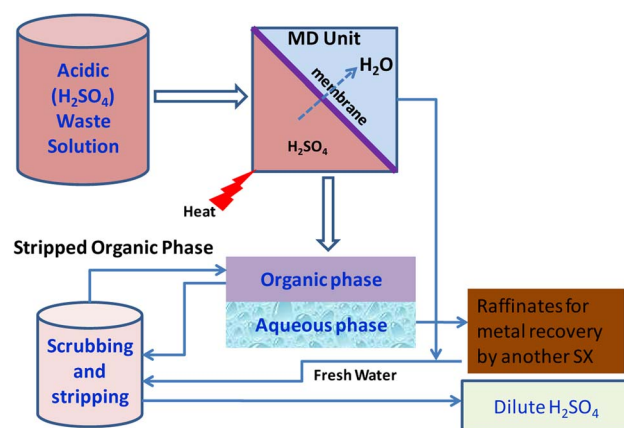 Acidic
(H₂SO₄)
Waste
Solution
MD Unit
H₂O
membrane
H₂SO₄
Heat
Stripped Organic Phase
Organic phase
Aqueous phase
Scrubbing
and
stripping
Fresh Water
Raffinates for
metal recovery
by another SX
Dilute H₂SO₄